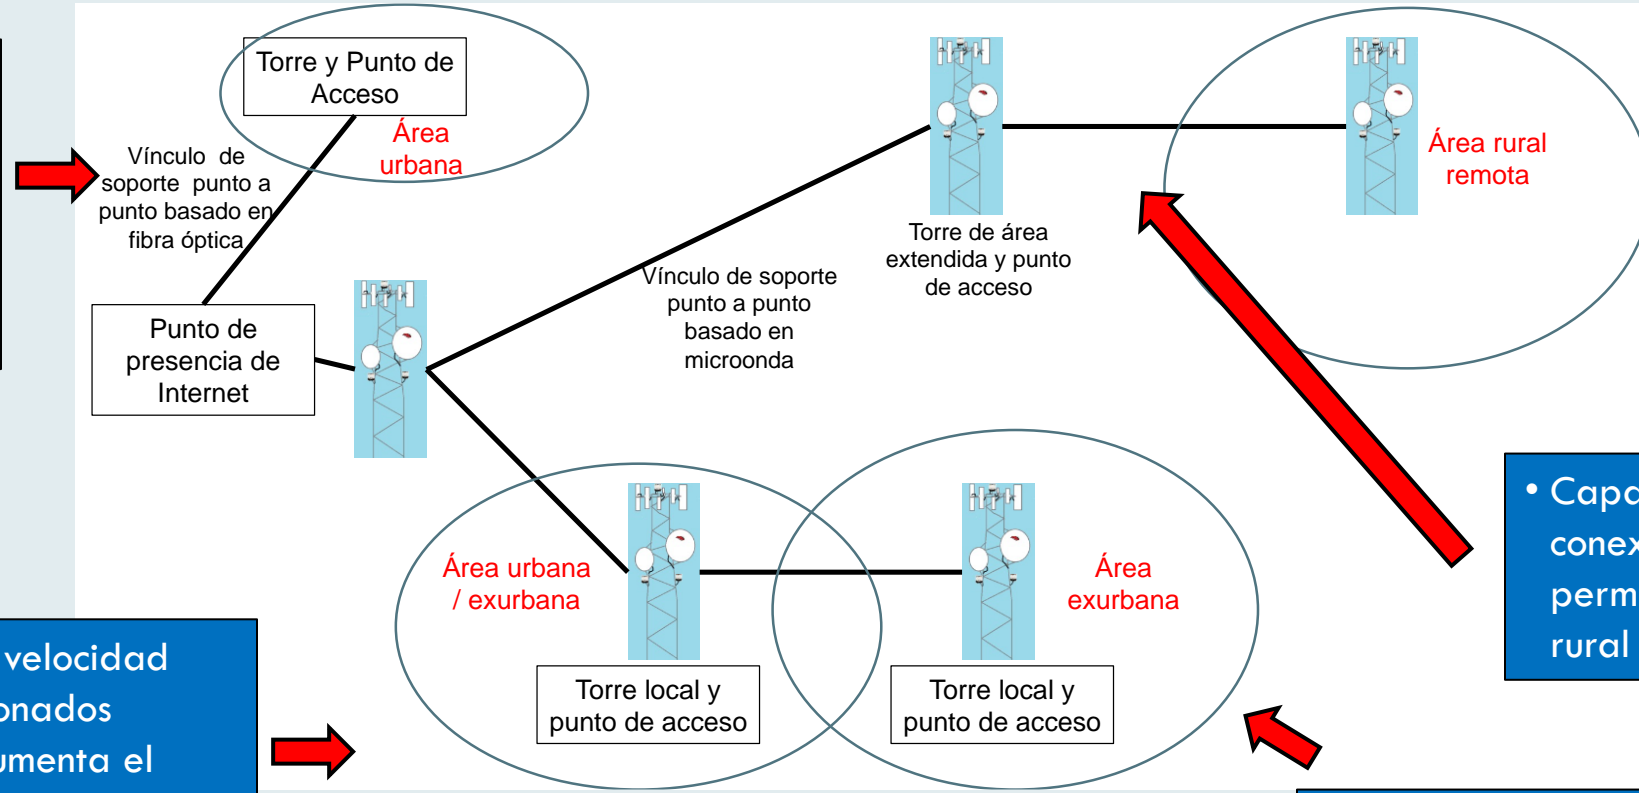 Torre y Punto de
Acceso
Área
urbana
Vínculo de
soporte punto a
punto basado en
fibra óptica
Punto de
presencia de
Internet
Vínculo de soporte
punto a punto
basado en
microonda
Torre de área
extendida y punto
de acceso
Área rural
remota
Área urbana
/ exurbana
Área
exurbana
Torre local y
punto de acceso
Torre local y
punto de acceso
velocidad
onados
umenta el
• Capa
conex
perm
rural